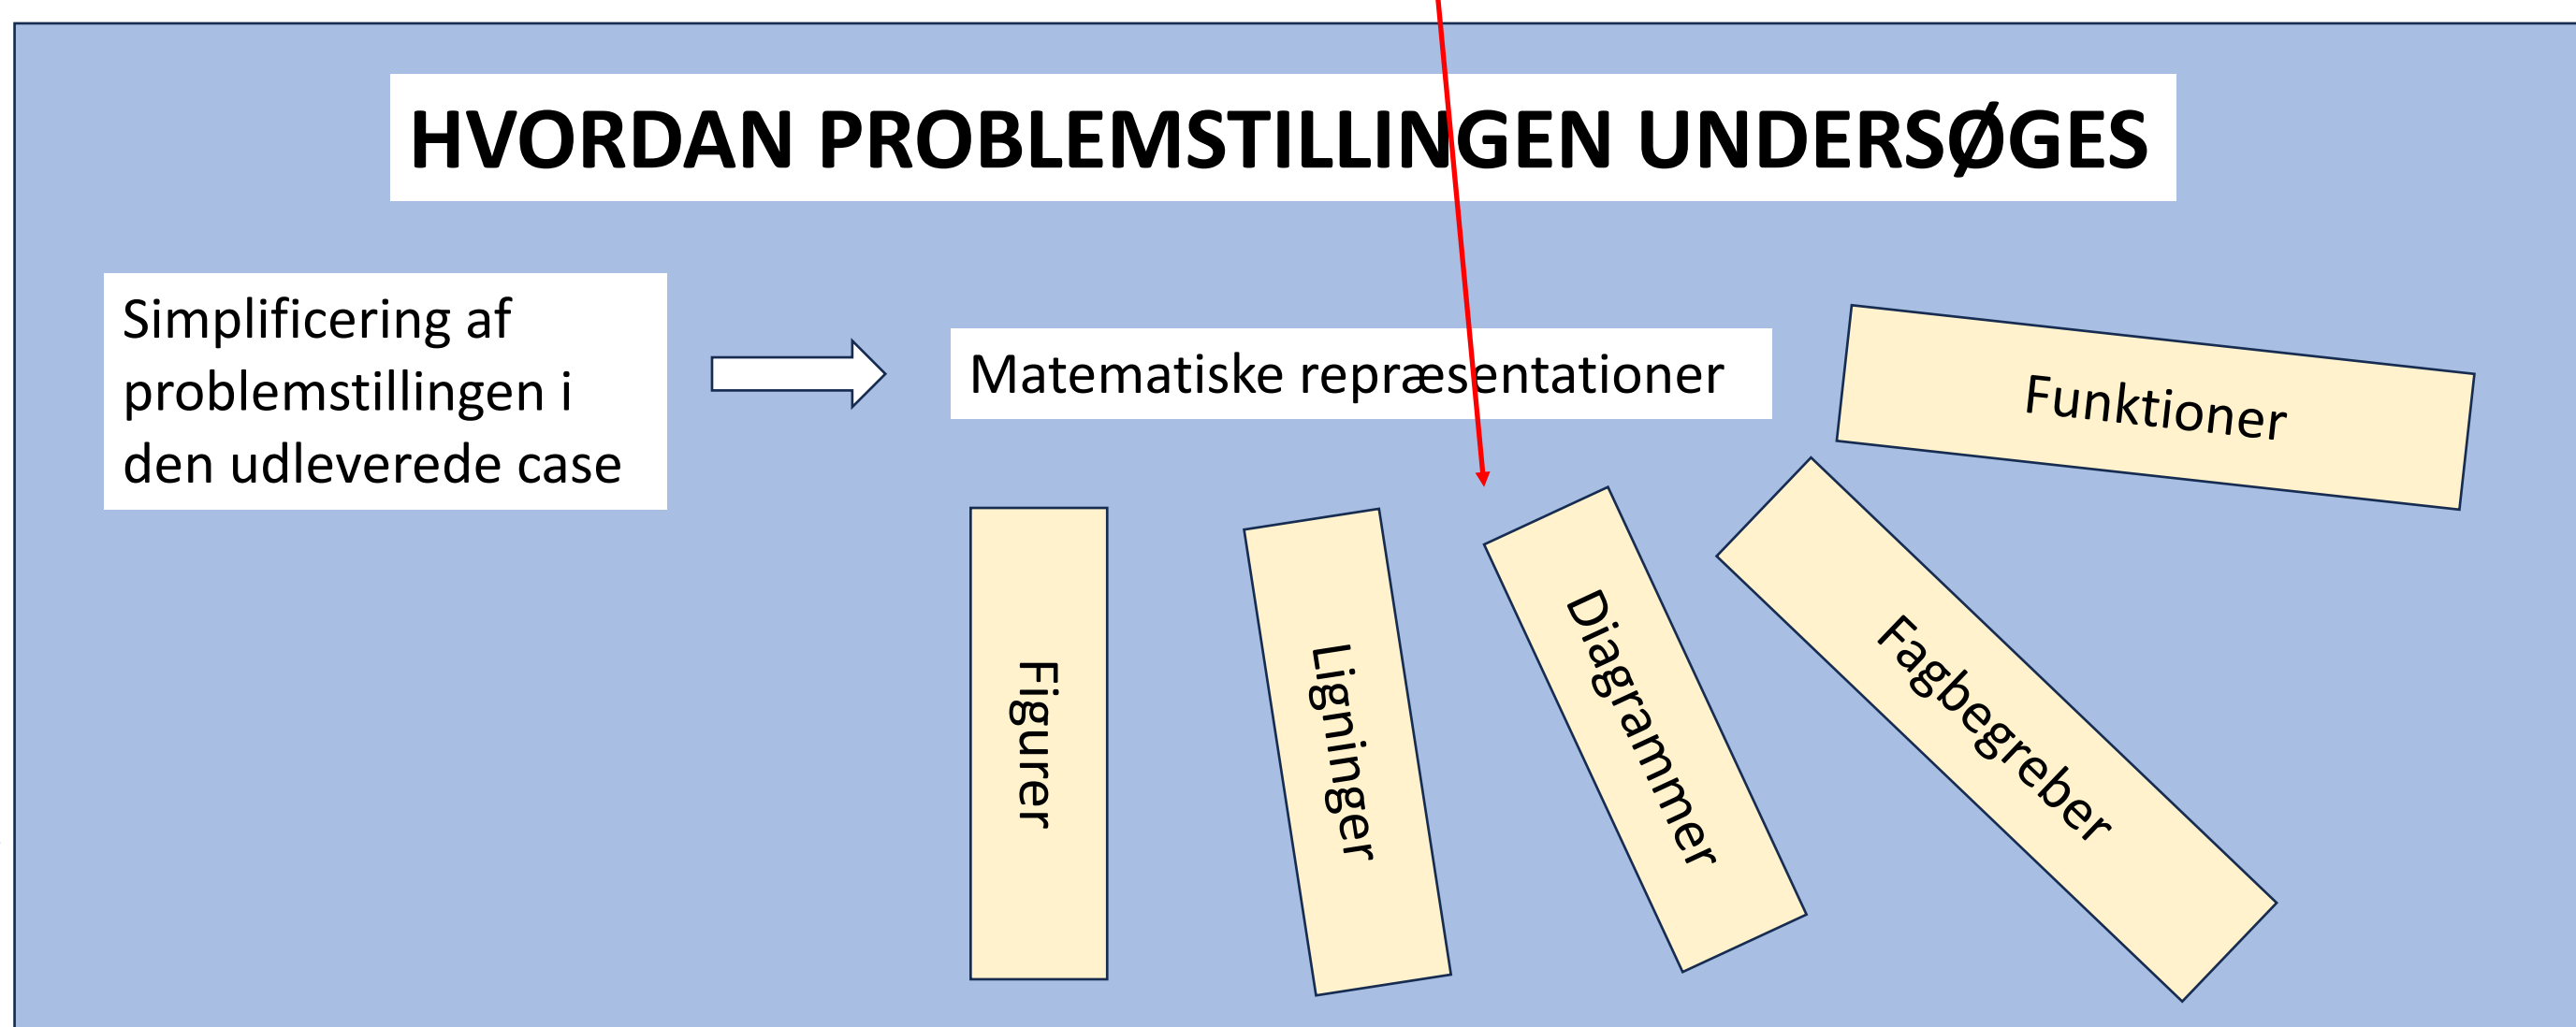 HVORDAN PROBLEMSTILLINGEN UNDERSØGES
Simplificering af
problemstillingen i
den udleverede case
Matematiske repræsentationer
Funktioner
Figurer
Ligninger
Diagrammer
Fagbegreber